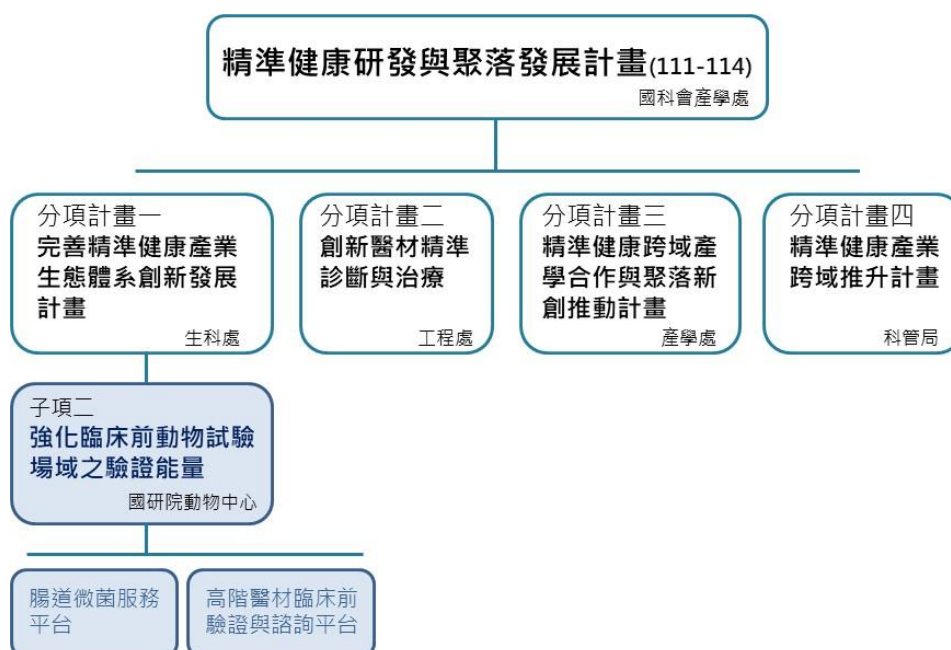 精準健康研發與聚落發展計畫(111-114)
國科會產學處
分項計畫一
完善精準健康產業
生態體系創新發展
計畫
生科處
分項計畫二
創新醫材精準
診斷與治療
工程處
分項計畫三
精準健康跨域產
學合作與聚落新
創推動計畫
產學處
分項計畫四
精準健康產業
跨域推升計畫
科管局
子項二
強化臨床前動物試驗
場域之驗證能量
國研院動物中心
腸道微菌服務
平台
高階醫材臨床前
驗證與諮詢平台